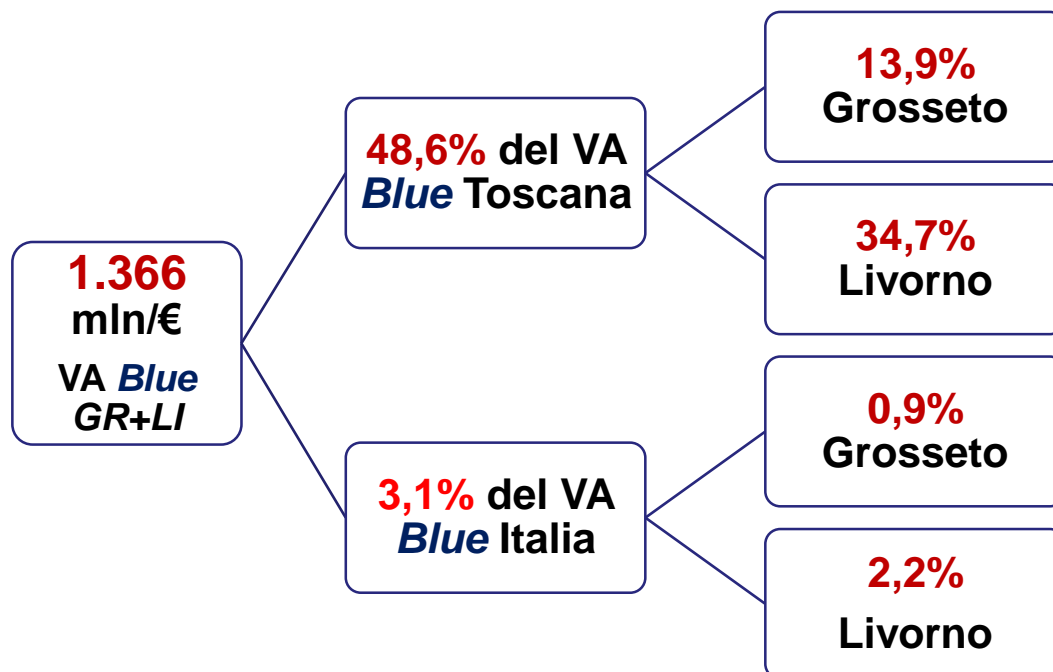 1.366
mln/€
VA Blue
GR+LI
48,6% del VA
Blue Toscana
13,9%
Grosseto
34,7%
Livorno
3,1% del VA
Blue Italia
0,9%
Grosseto
2,2%
Livorno